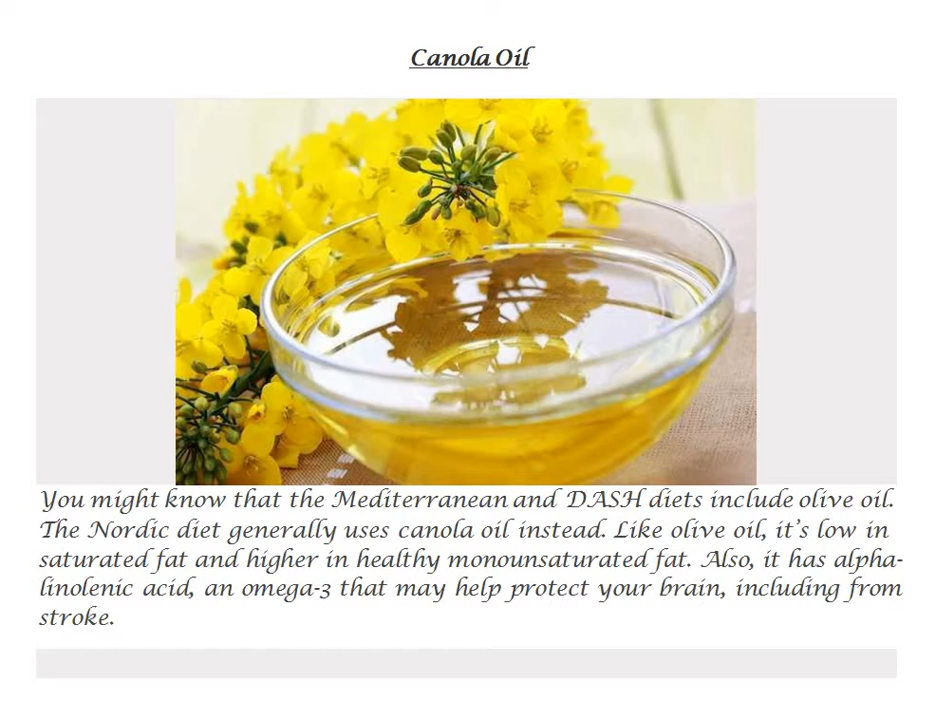 Canola Oil
You might know that the Mediterranean and DASH diets include olive oil.
The Nordic diet generally uses canola oil instead. Like olive oil, it's low in
saturated fat and higher in healthy monounsaturated fat. Also, it has alpha-
linolenic acid, an omega-3 that may help protect your brain, including from
stroke.